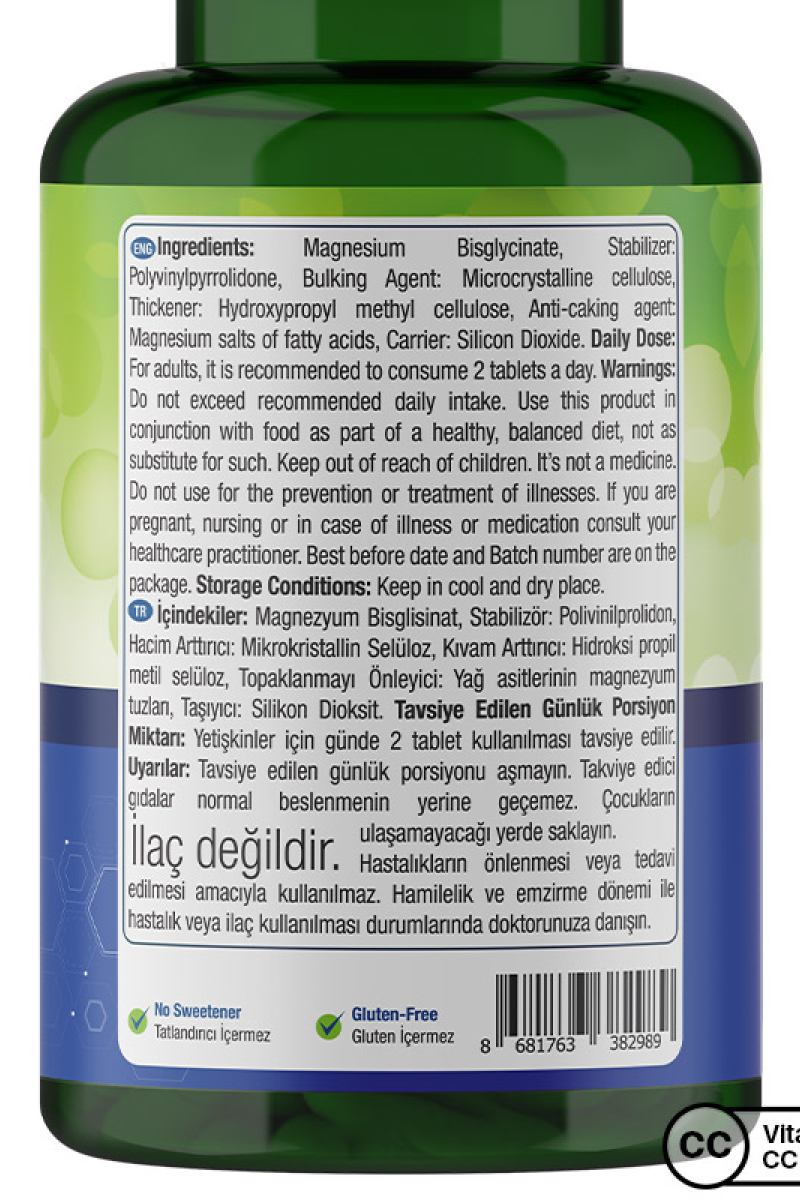 ENG Ingredients: Magnesium Bisglycinate, Stabilizer:
Polyvinylpyrrolidone, Bulking Agent: Microcrystalline cellulose,
Thickener: Hydroxypropyl methyl cellulose, Anti-caking agent:
Magnesium salts of fatty acids, Carrier: Silicon Dioxide. Daily Dose:
For adults, it is recommended to consume 2 tablets a day. Warnings:
Do not exceed recommended daily intake. Use this product in
conjunction with food as part of a healthy, balanced diet, not as
substitute for such. Keep out of reach of children. It's not a medicine.
Do not use for the prevention or treatment of illnesses. If you are
pregnant, nursing or in case of illness or medication consult your
healthcare practitioner. Best before date and Batch number are on the
package. Storage Conditions: Keep in cool and dry place.
TR İçindekiler: Magnezyum Bisglisinat, Stabilizör: Polivinilprolidon,
Hacim Arttırıcı: Mikrokristallin Selüloz, Kıvam Arttırıcı: Hidroksi propil
metil selüloz, Topaklanmayı Önleyici: Yağ asitlerinin magnezyum
tuzları, Taşıyıcı: Silikon Dioksit. Tavsiye Edilen Günlük Porsiyon
Miktarı: Yetişkinler için günde 2 tablet kullanılması tavsiye edilir.
Uyarılar: Tavsiye edilen günlük porsiyonu aşmayın. Takviye edici
gıdalar normal beslenmenin yerine geçemez. Çocukların
ulaşamayacağı yerde saklayın.
İlaç değildir. Hastalıkların önlenmesi veya tedavi
edilmesi amacıyla kullanılmaz. Hamilelik ve emzirme dönemi ile
hastalık veya ilaç kullanılması durumlarında doktorunuza danışın.
No Sweetener
Tatlandırıcı İçermez
Gluten-Free
Gluten İçermez
8 681763 382989
CC
Vita
CC